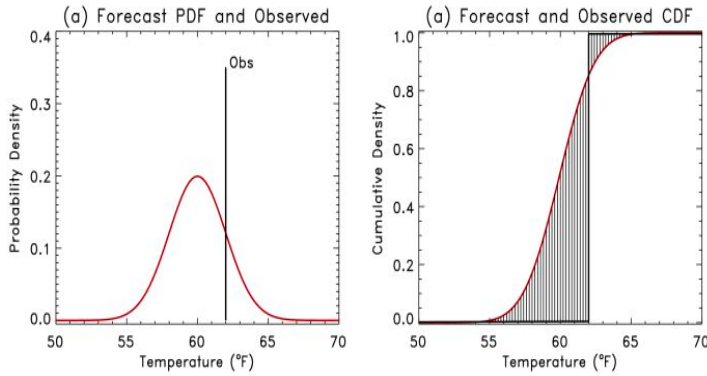 (a) Forecast PDF and Observed
0.4
0.3
0.2
0.1
0.0
Probability Density
Obs
50 55 60 65 70
Temperature (°F)
(a) Forecast and Observed CDF
1.0
0.8
0.6
0.4
0.2
0.0
Cumulative Density
50 55 60 65 70
Temperature (°F)